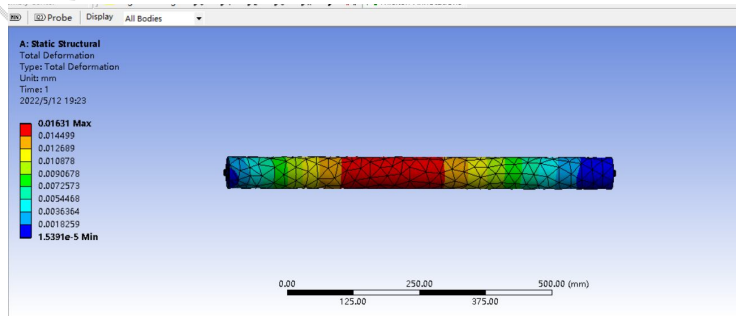 Probe Display All Bodies
A: Static Structural
Total Deformation
Type: Total Deformation
Unit: mm
Time: 1
2022/5/12 19:23
0.01631 Max
0.014499
0.012689
0.010878
0.0090678
0.0072573
0.0054468
0.0036364
0.0018259
1.5391e-5 Min
0.00 250.00 500.00 (mm)
125.00 375.00